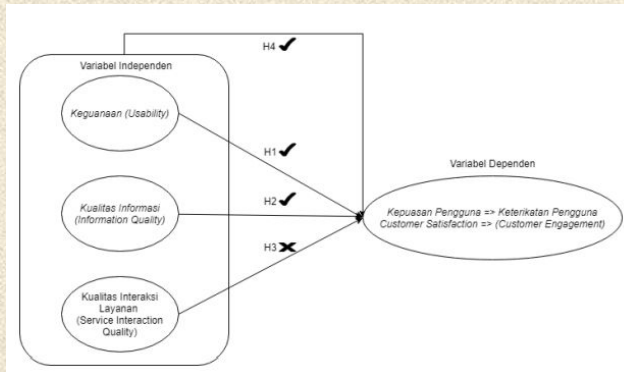 H4
Variabel Independen
Keguanaan (Usability)
H1
Variabel Dependen
Kualitas Informasi
(Information Quality)
H2
Kepuasan Pengguna => Keterikatan Pengguna
Customer Satisfaction => (Customer Engagement)
H3
Kualitas Interaksi
Layanan
(Service Interaction
Quality)